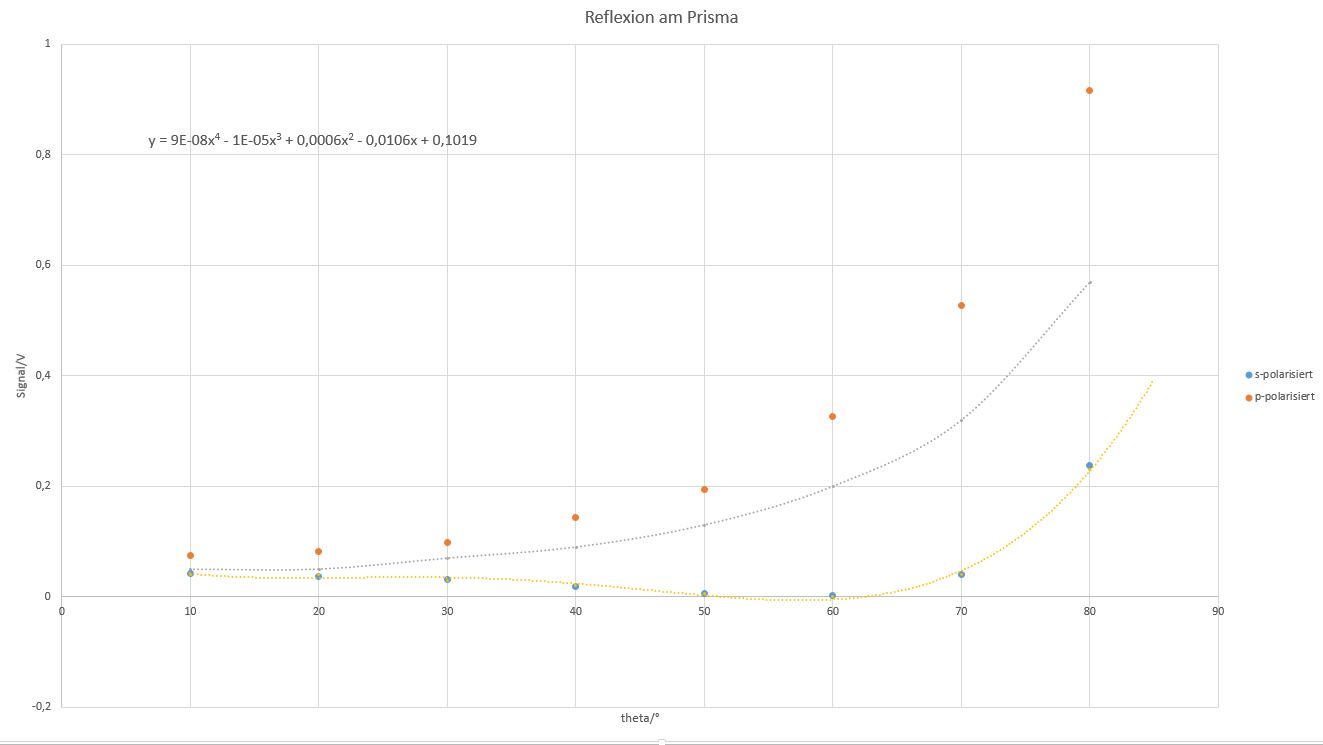 Reflexion am Prisma
1
y = 9E-08x⁴ - 1E-05x³ + 0,0006x² - 0,0106x + 0,1019
0,8
0,6
0,4
Signal/V
s-polarisiert
p-polarisiert
0,2
0
0 10 20 30 40 50 60 70 80 90
-0,2
theta/°